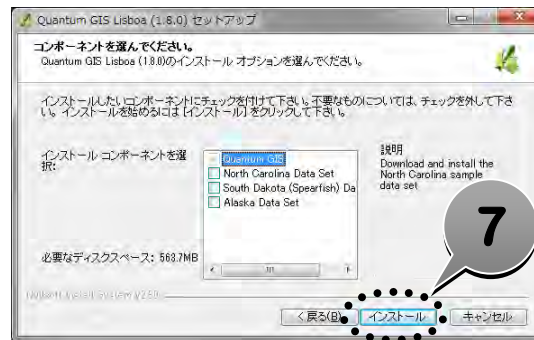 Quantum GIS Lisboa (1.8.0) セットアップ
コンポーネントを選んでください。
Quantum GIS Lisboa (1.8.0)のインストール オプションを選んでください。
インストールしたいコンポーネントにチェックを付けて下さい。不要なものについては、チェックを外して下さ
い。インストールを始めるには [インストール] をクリックして下さい。
インストール コンポーネントを選
択:
Quantum GIS
North Carolina Data Set
South Dakota (Spearfish) Da
Alaska Data Set
説明
Download and install the
North Carolina sample
data set
必要なディスクスペース: 563.7MB
7
Nullsoft Install System
< 戻る(B)
インストール
キャンセル